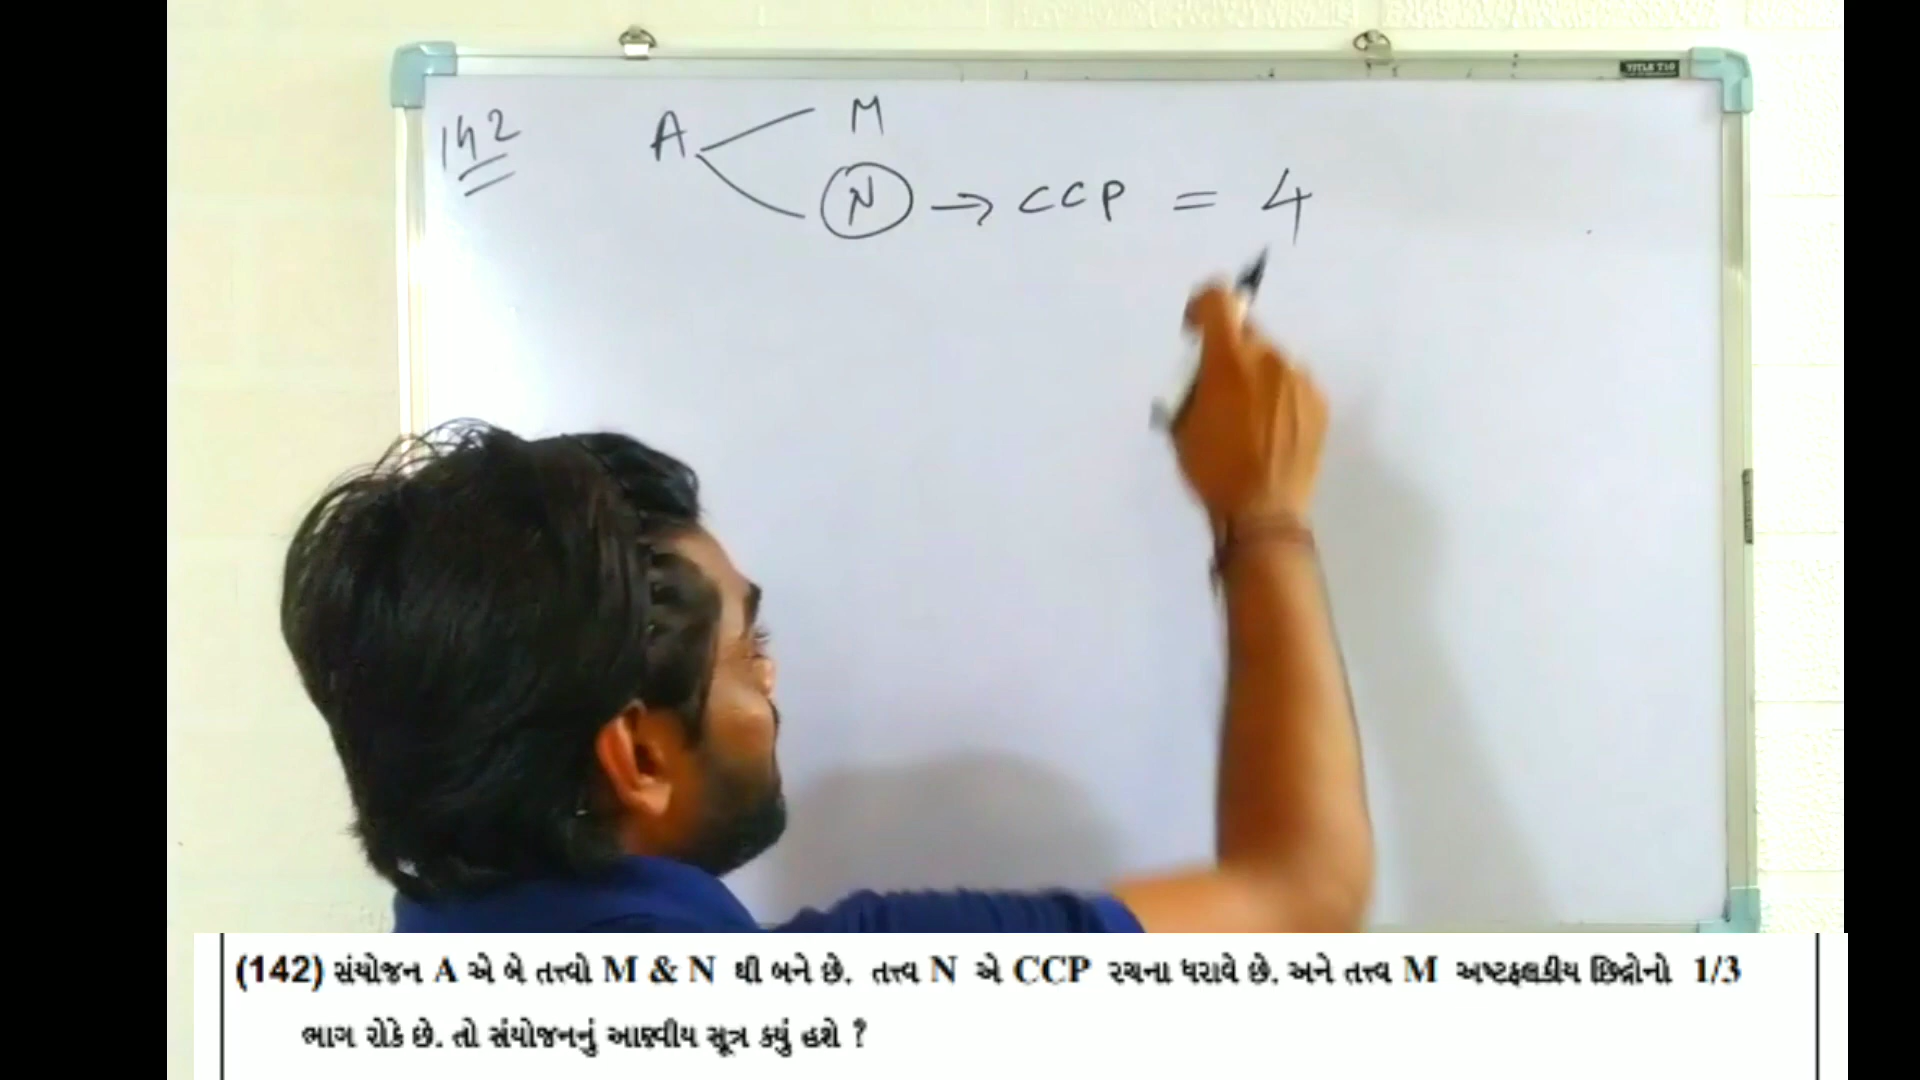 142
A
M
N → CCP = 4
(142) સંયોજન A એ બે તત્ત્વો M & N થી બને છે. તત્ત્વ N એ CCP રચના ધરાવે છે. અને તત્ત્વ M અષ્ટફલકીય છિદ્રોનો 1/3
ભાગ રોકે છે. તો સંયોજનનું આણ્વીય સૂત્ર ક્યું હશે ?